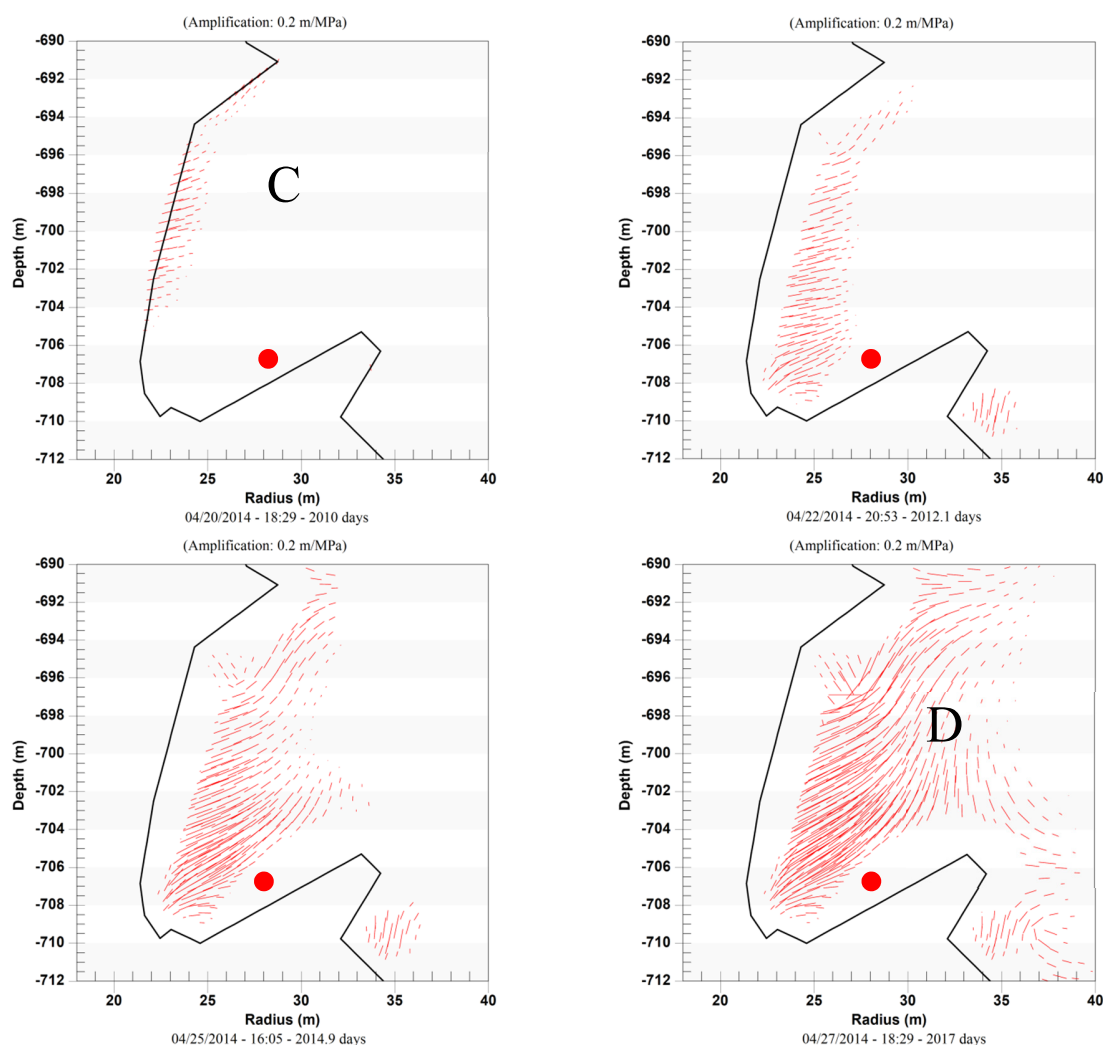 (Amplification: 0.2 m/MPa)
-690
-692
-694
-696
-698
-700
-702
-704
-706
-708
-710
-712
Depth (m)
C
20 25 30 35 40
Radius (m)
04/20/2014 - 18:29 - 2010 days
(Amplification: 0.2 m/MPa)
-690
-692
-694
-696
-698
-700
-702
-704
-706
-708
-710
-712
Depth (m)
20 25 30 35 40
Radius (m)
04/22/2014 - 20:53 - 2012.1 days
(Amplification: 0.2 m/MPa)
-690
-692
-694
-696
-698
-700
-702
-704
-706
-708
-710
-712
Depth (m)
20 25 30 35 40
Radius (m)
04/25/2014 - 16:05 - 2014.9 days
(Amplification: 0.2 m/MPa)
-690
-692
-694
-696
-698
-700
-702
-704
-706
-708
-710
-712
Depth (m)
D
20 25 30 35 40
Radius (m)
04/27/2014 - 18:29 - 2017 days